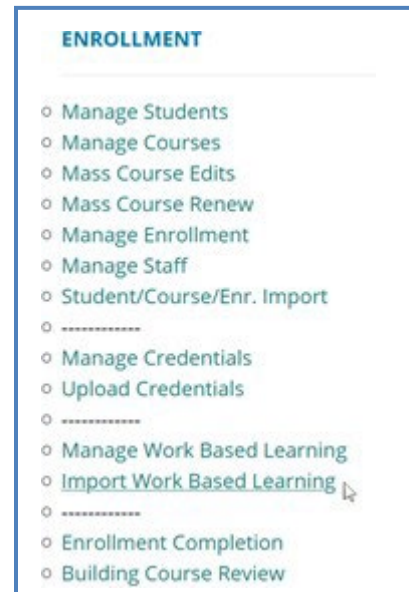 ENROLLMENT
Manage Students
Manage Courses
Mass Course Edits
Mass Course Renew
Manage Enrollment
Manage Staff
Student/Course/Enr. Import
------------
Manage Credentials
Upload Credentials
------------
Manage Work Based Learning
Import Work Based Learning
------------
Enrollment Completion
Building Course Review